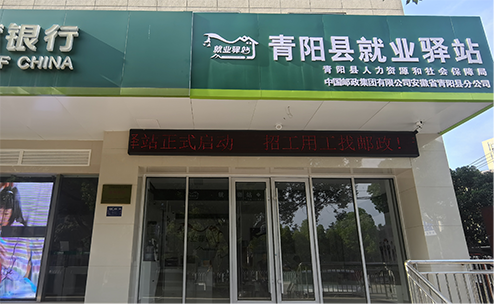 银行
OF CHINA
就业驿站
青阳县就业驿站
青阳县人力资源和社会保障局
中国邮政集团有限公司安徽省青阳县分公司
驿站正式启动 招工用工找邮政！